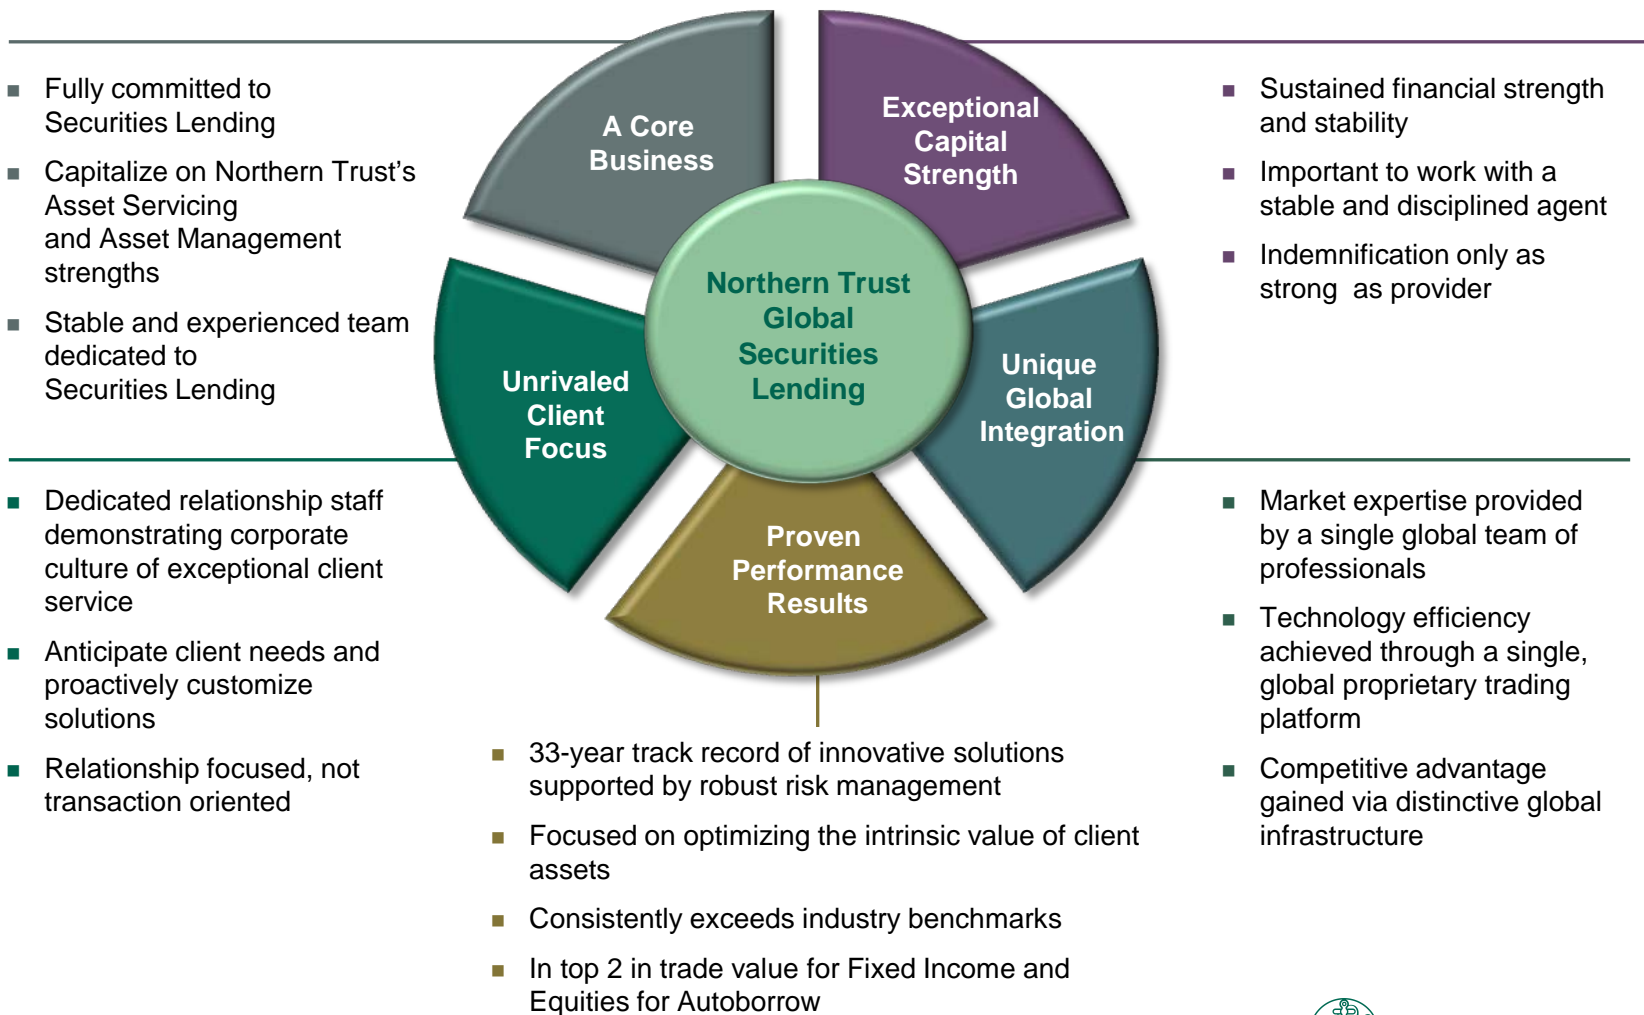 A Core
Business
Exceptional
Capital
Strength
Unique
Global
Integration
Proven
Performance
Results
Unrivaled
Client
Focus
Northern Trust
Global
Securities
Lending
Fully committed to
Securities Lending
Capitalize on Northern Trust's
Asset Servicing
and Asset Management
strengths
Stable and experienced team
dedicated to
Securities Lending
Sustained financial strength
and stability
Important to work with a
stable and disciplined agent
Indemnification only as
strong  as provider
Dedicated relationship staff
demonstrating corporate
culture of exceptional client
service
Anticipate client needs and
proactively customize
solutions
Relationship focused, not
transaction oriented
Market expertise provided
by a single global team of
professionals
Technology efficiency
achieved through a single,
global proprietary trading
platform
Competitive advantage
gained via distinctive global
infrastructure
33-year track record of innovative solutions
supported by robust risk management
Focused on optimizing the intrinsic value of client
assets
Consistently exceeds industry benchmarks
In top 2 in trade value for Fixed Income and
Equities for Autoborrow